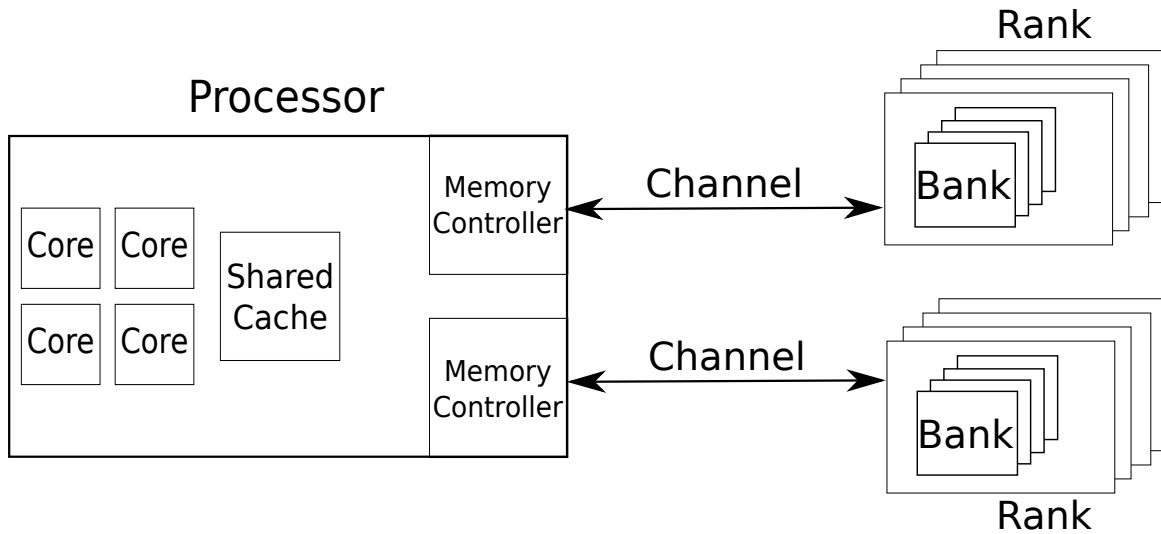 Rank
Processor
Memory
Controller
Channel
Bank
Core
Core
Shared
Cache
Core
Core
Memory
Controller
Channel
Bank
Rank